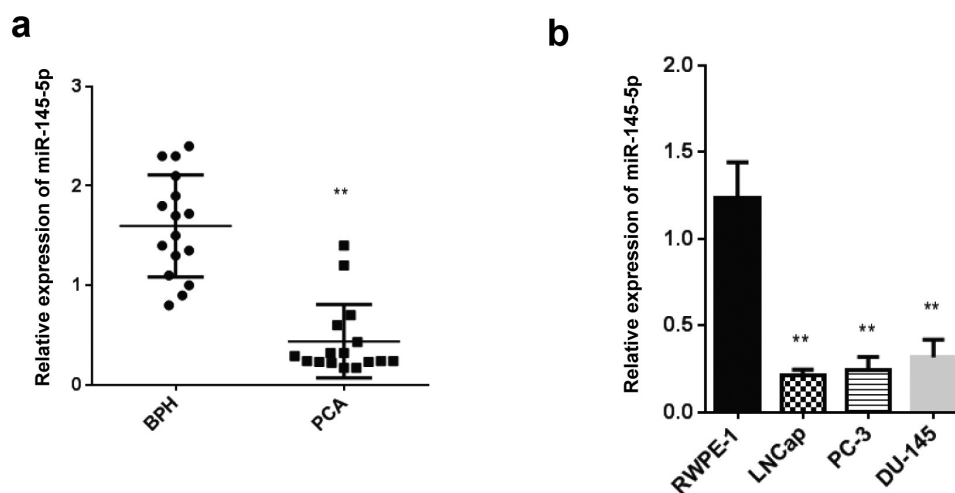 a
Relative expression of miR-145-5p
3
2
1
0
**
BPH
PCA
b
Relative expression of miR-145-5p
2.0
1.5
1.0
0.5
0.0
**
**
**
RWPE-1
LNCap
PC-3
DU-145